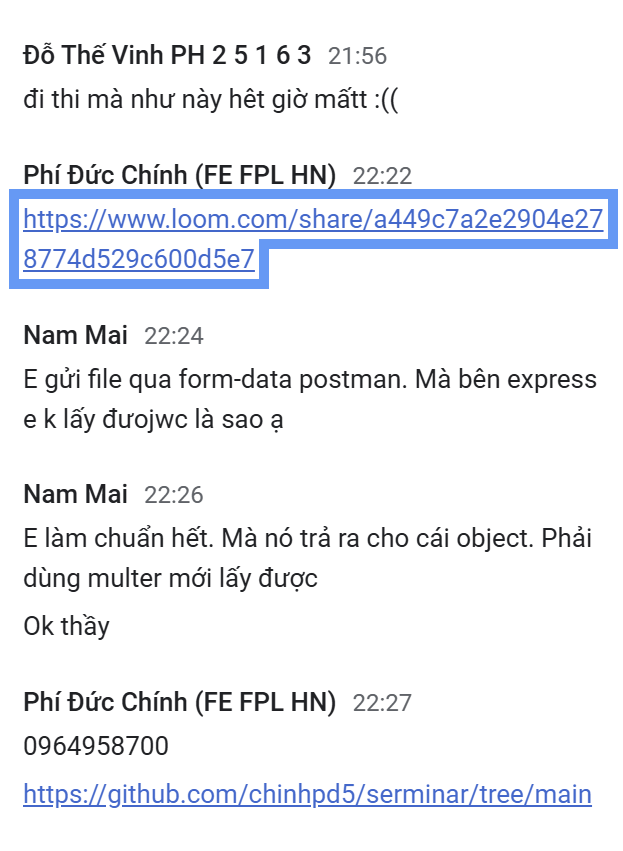 Đỗ Thế Vinh PH 2 5 1 6 3 21:56
đi thi mà như này hêt giờ mấtt :((
Phí Đức Chính (FE FPL HN) 22:22
https://www.loom.com/share/a449c7a2e2904e27
8774d529c600d5e7
Nam Mai 22:24
E gửi file qua form-data postman. Mà bên express
e k lấy đưojwc là sao ạ
Nam Mai 22:26
E làm chuẩn hết. Mà nó trả ra cho cái object. Phải
dùng multer mới lấy được
Ok thầy
Phí Đức Chính (FE FPL HN) 22:27
0964958700
https://github.com/chinhpd5/serminar/tree/main